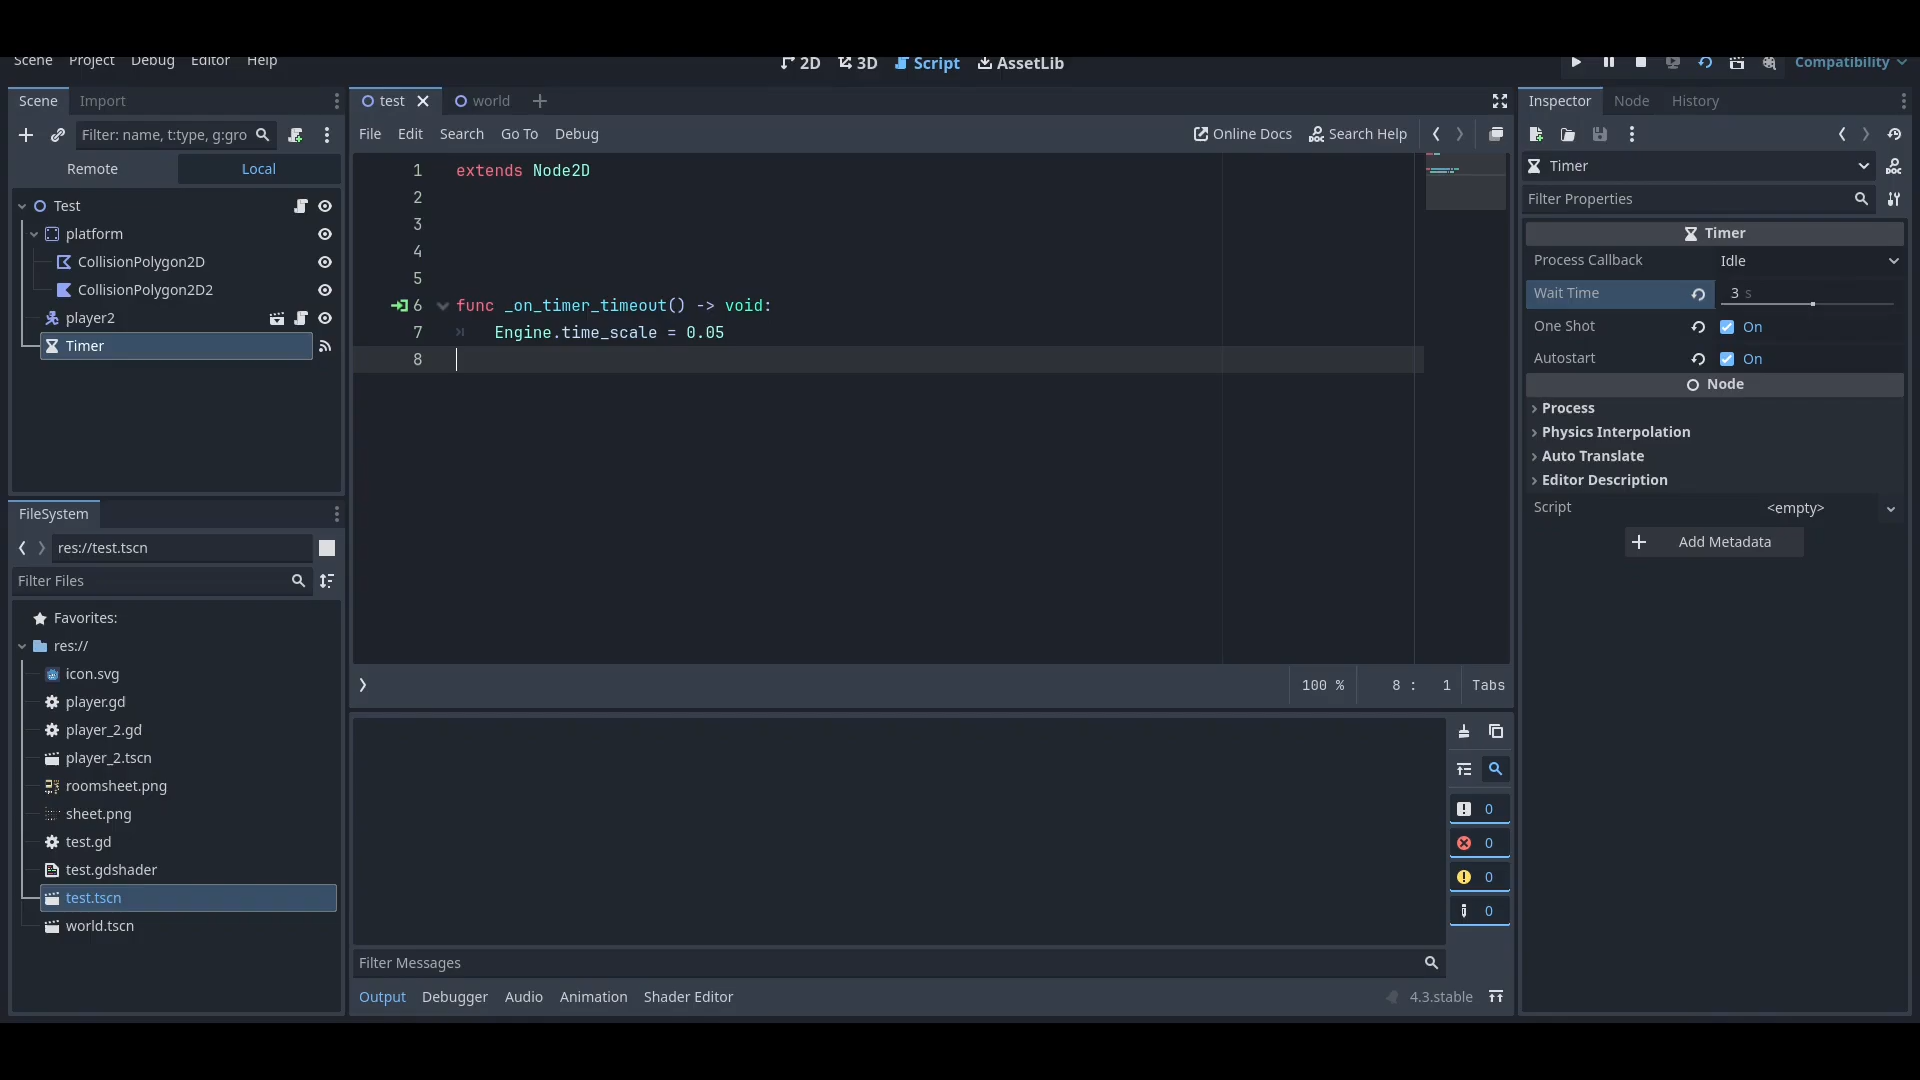 Scene Project Debug Editor Help
2D 3D Script AssetLib
Compatibility
Scene Import
Filter: name, t:type, g:gro
Remote Local
Test
platform
CollisionPolygon2D
CollisionPolygon2D2
player2
Timer
FileSystem
res://test.tscn
Filter Files
Favorites:
res://
icon.svg
player.gd
player_2.gd
player_2.tscn
roomsheet.png
sheet.png
test.gd
test.gdshader
test.tscn
world.tscn
test world
File Edit Search Go To Debug
Online Docs Search Help
1 extends Node2D
2
3
4
5
6 func _on_timer_timeout() -> void:
7 Engine.time_scale = 0.05
8
100 % 8 : 1 Tabs
0
0
0
0
Filter Messages
Output Debugger Audio Animation Shader Editor
4.3.stable
Inspector Node History
Timer
Filter Properties
Timer
Process Callback Idle
Wait Time 3 s
One Shot On
Autostart On
Node
Process
Physics Interpolation
Auto Translate
Editor Description
Script <empty>
Add Metadata